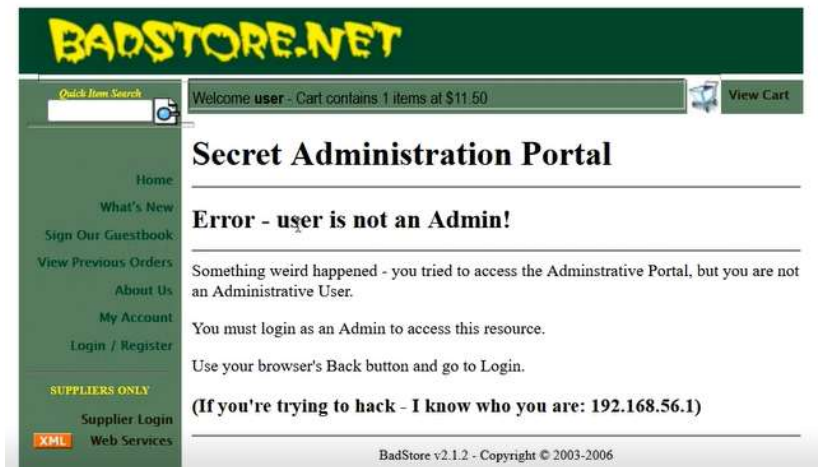 BADSTORE.NET
Quick Item Search
Welcome user - Cart contains 1 items at $11.50
View Cart
Home
What's New
Sign Our Guestbook
View Previous Orders
About Us
My Account
Login / Register
SUPPLIERS ONLY
Supplier Login
XML Web Services
Secret Administration Portal
Error - user is not an Admin!
Something weird happened - you tried to access the Adminstrative Portal, but you are not
an Administrative User.
You must login as an Admin to access this resource.
Use your browser's Back button and go to Login.
(If you're trying to hack - I know who you are: 192.168.56.1)
BadStore v2.1.2 - Copyright © 2003-2006